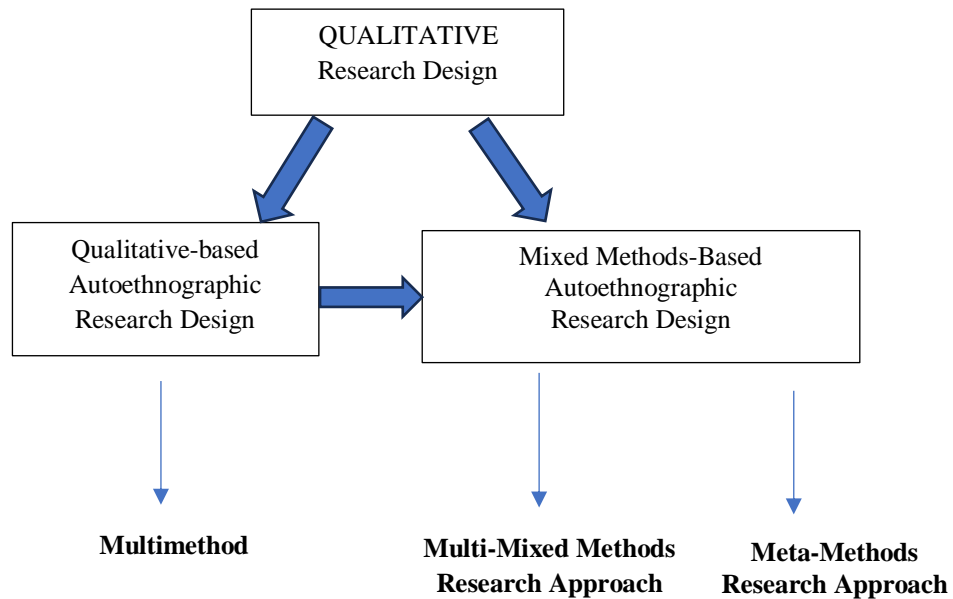 QUALITATIVE
Research Design
Qualitative-based
Autoethnographic
Research Design
Mixed Methods-Based
Autoethnographic
Research Design
Multimethod
Multi-Mixed Methods
Research Approach
Meta-Methods
Research Approach